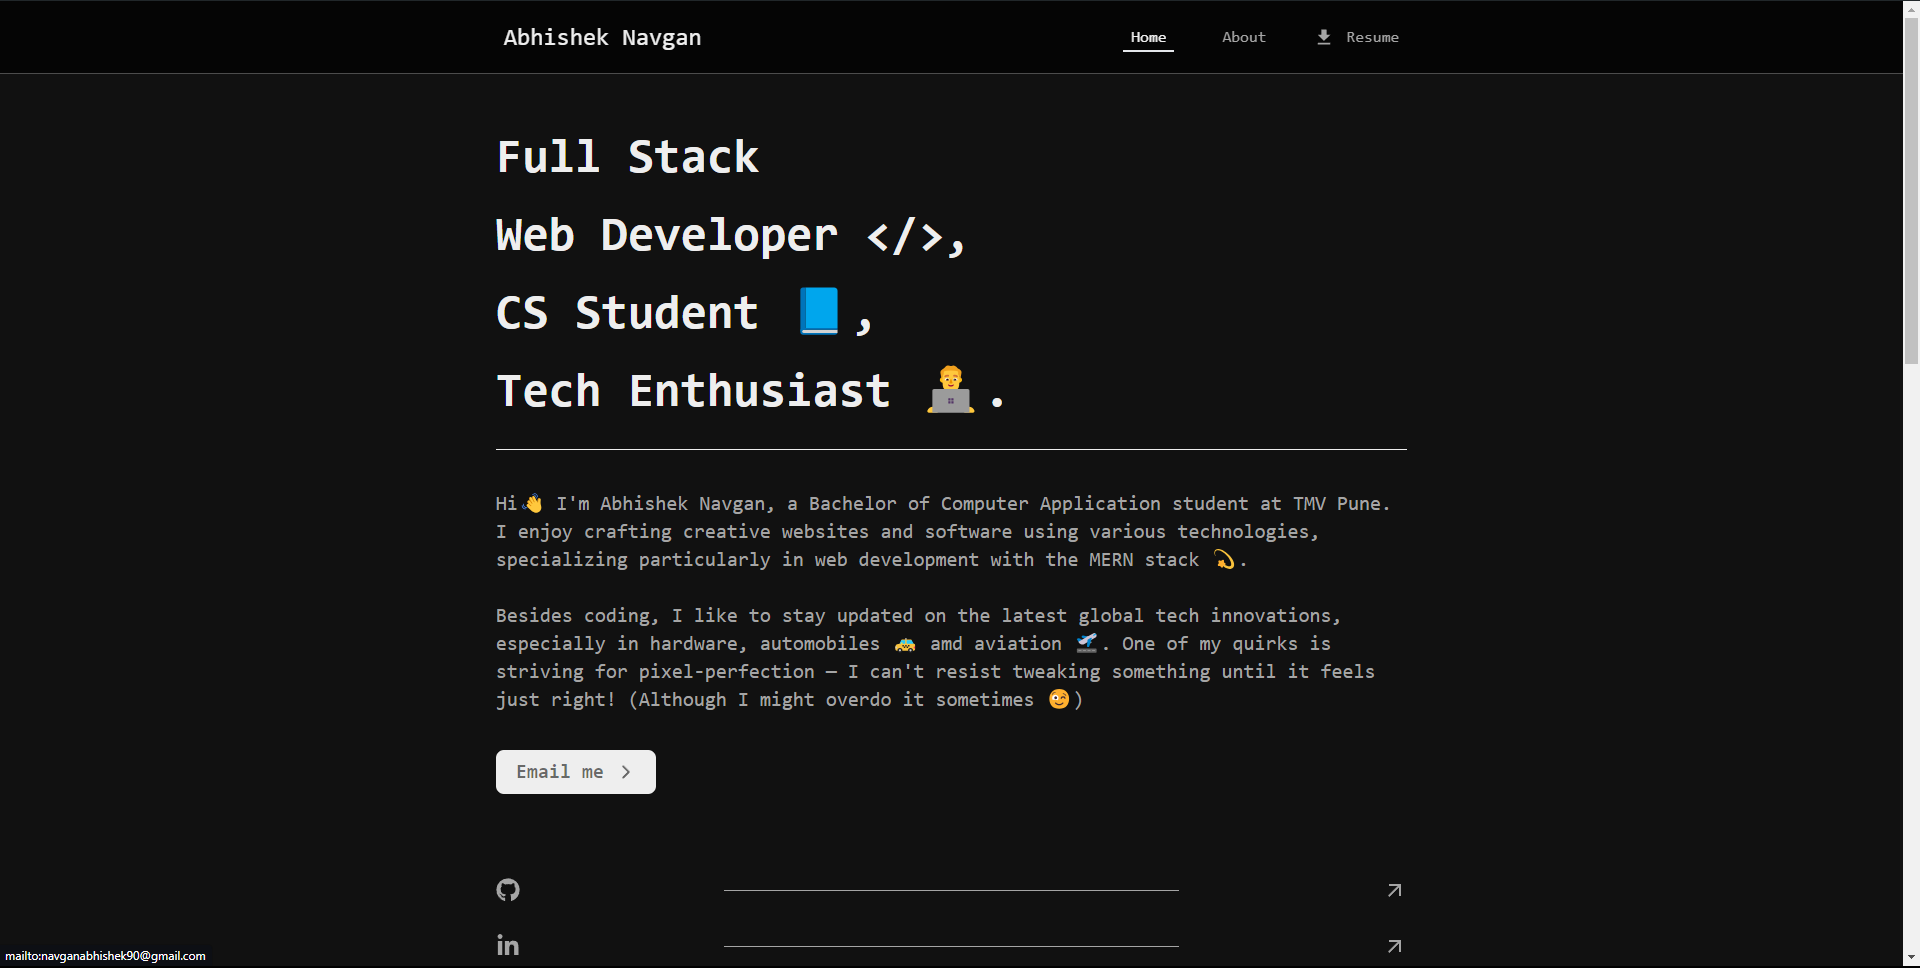 Abhishek Navgan
Home
About
Resume
Full Stack
Web Developer </>,
CS Student 📘,
Tech Enthusiast 👨‍💻.
Hi👋 I'm Abhishek Navgan, a Bachelor of Computer Application student at TMV Pune.
I enjoy crafting creative websites and software using various technologies,
specializing particularly in web development with the MERN stack 💫.
Besides coding, I like to stay updated on the latest global tech innovations,
especially in hardware, automobiles 🚕 amd aviation 🛫. One of my quirks is
striving for pixel-perfection — I can't resist tweaking something until it feels
just right! (Although I might overdo it sometimes 😉)
Email me
in
mailto:navganabhishek90@gmail.com